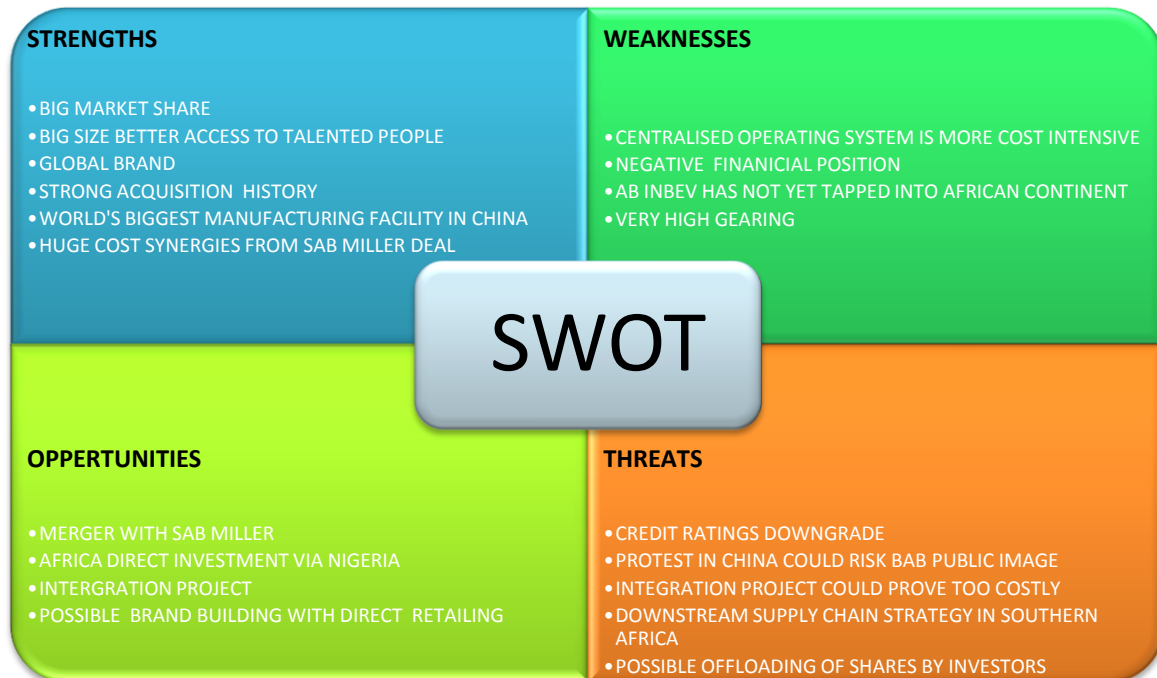 STRENGTHS
•BIG MARKET SHARE
•BIG SIZE BETTER ACCESS TO TALENTED PEOPLE
•GLOBAL BRAND
•STRONG ACQUISITION HISTORY
•WORLD'S BIGGEST MANUFACTURING FACILITY IN CHINA
•HUGE COST SYNERGIES FROM SAB MILLER DEAL
WEAKNESSES
•CENTRALISED OPERATING SYSTEM IS MORE COST INTENSIVE
•NEGATIVE FINANICIAL POSITION
•AB INBEV HAS NOT YET TAPPED INTO AFRICAN CONTINENT
•VERY HIGH GEARING
SWOT
OPPERTUNITIES
•MERGER WITH SAB MILLER
•AFRICA DIRECT INVESTMENT VIA NIGERIA
•INTERGRATION PROJECT
•POSSIBLE BRAND BUILDING WITH DIRECT RETAILING
THREATS
•CREDIT RATINGS DOWNGRADE
•PROTEST IN CHINA COULD RISK BAB PUBLIC IMAGE
•INTEGRATION PROJECT COULD PROVE TOO COSTLY
•DOWNSTREAM SUPPLY CHAIN STRATEGY IN SOUTHERN
AFRICA
•POSSIBLE OFFLOADING OF SHARES BY INVESTORS